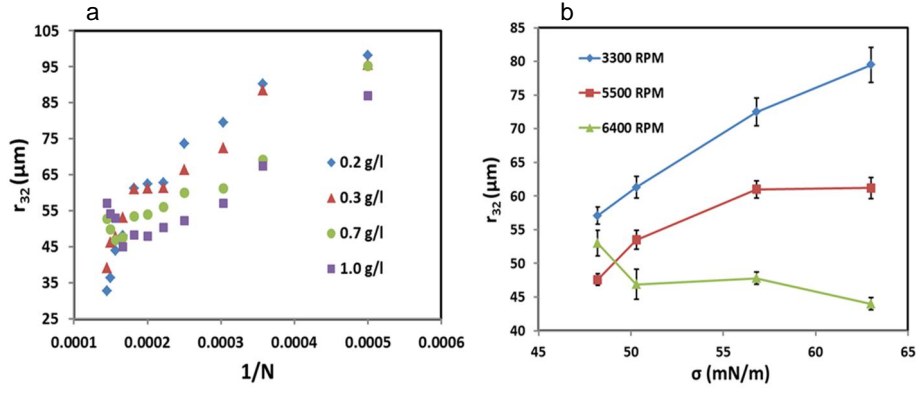 a
105
95
85
75
65
55
45
35
25
r32 (µm)
0.2 g/l
0.3 g/l
0.7 g/l
1.0 g/l
0.0001 0.0002 0.0003 0.0004 0.0005 0.0006
1/N
b
85
80
75
70
65
60
55
50
45
40
r32 (µm)
3300 RPM
5500 RPM
6400 RPM
45 50 55 60 65
σ (mN/m)